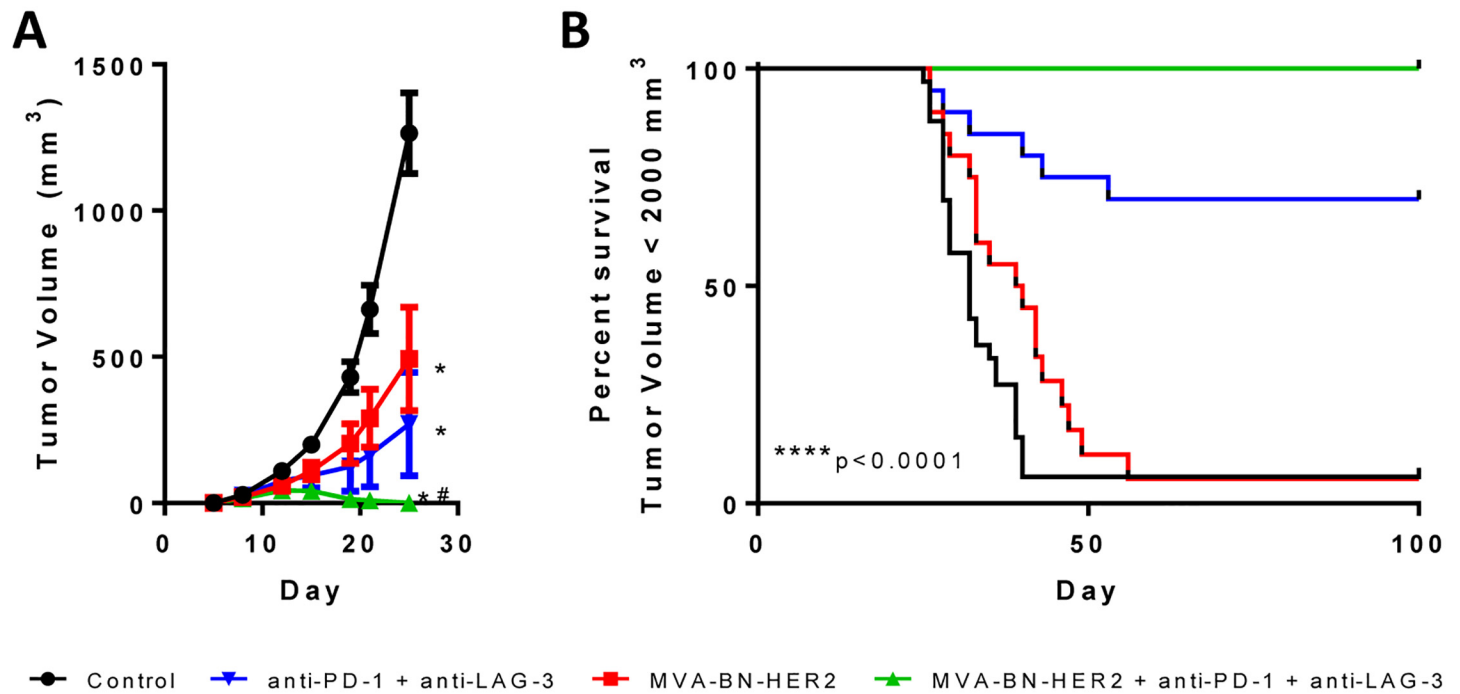 A
Tumor Volume (mm3)
1500
1000
500
0
0 10 20 30
Day
*
*
* #
B
Percent survival
Tumor Volume < 2000 mm3
100
50
0
0 50 100
Day
****p<0.0001
Control anti-PD-1 + anti-LAG-3 MVA-BN-HER2 MVA-BN-HER2 + anti-PD-1 + anti-LAG-3